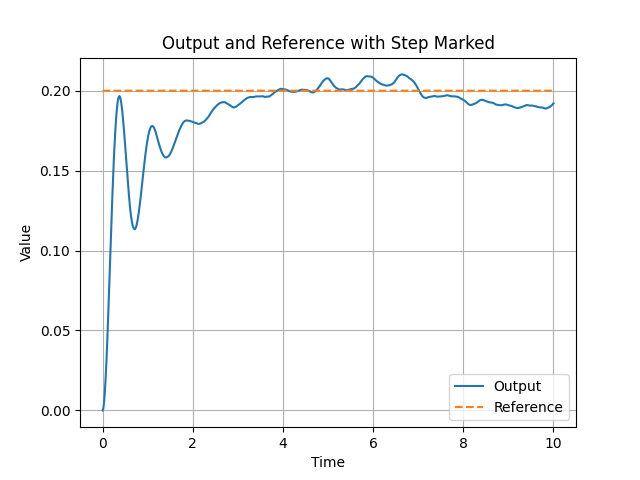 Output and Reference with Step Marked
Value
0.20
0.15
0.10
0.05
0.00
0 2 4 6 8 10
Time
Output
Reference